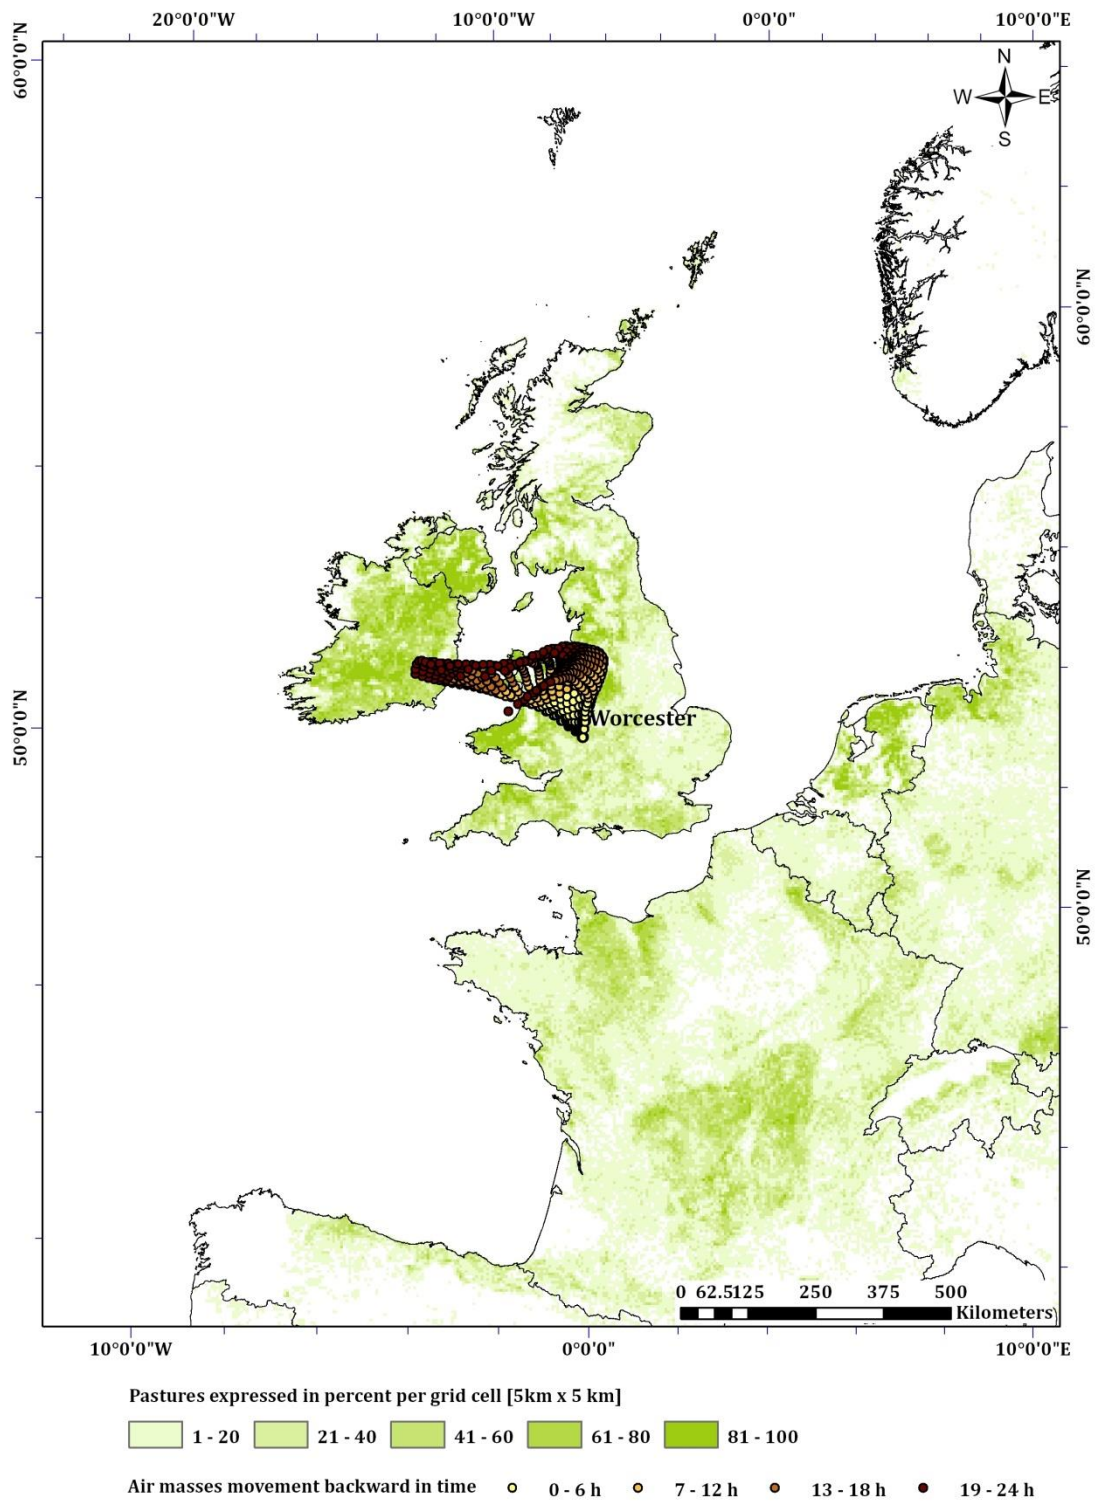 20°0'0"W 10°0'0"W 0°0'0" 10°0'0"E
60°0'0"N
N
W E
S
60°0'0"N
Worcester
50°0'0"N
50°0'0"N
0 62.5 125 250 375 500
Kilometers
10°0'0"W 0°0'0" 10°0'0"E
Pastures expressed in percent per grid cell [5km x 5 km]
1 - 20 21 - 40 41 - 60 61 - 80 81 - 100
Air masses movement backward in time 0 - 6 h 7 - 12 h 13 - 18 h 19 - 24 h